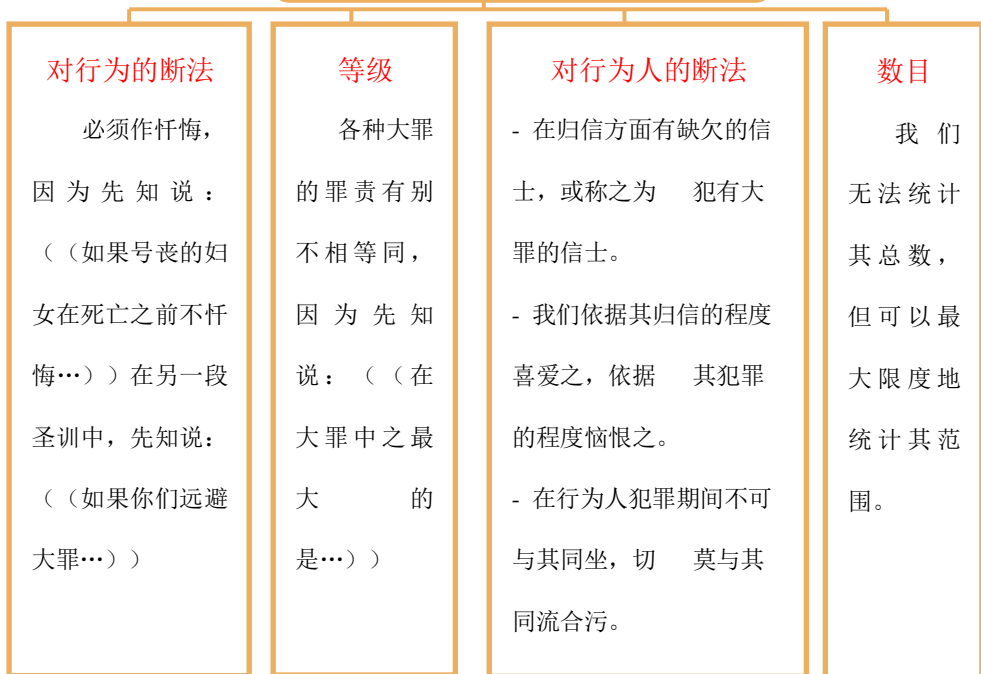 对行为的断法
必须作忏悔，
因为先知说：
（（如果号丧的妇
女在死亡之前不忏
悔…））在另一段
圣训中，先知说：
（（如果你们远避
大罪…））
等级
各种大罪
的罪责有别
不相等同，
因为先知
说：（（在
大罪中之最
大的
是…））
对行为人的断法
- 在归信方面有缺欠的信
士，或称之为 犯有大
罪的信士。
- 我们依据其归信的程度
喜爱之，依据 其犯罪
的程度恼恨之。
- 在行为人犯罪期间不可
与其同坐，切 莫与其
同流合污。
数目
我们
无法统计
其总数，
但可以最
大限度地
统计其范
围。